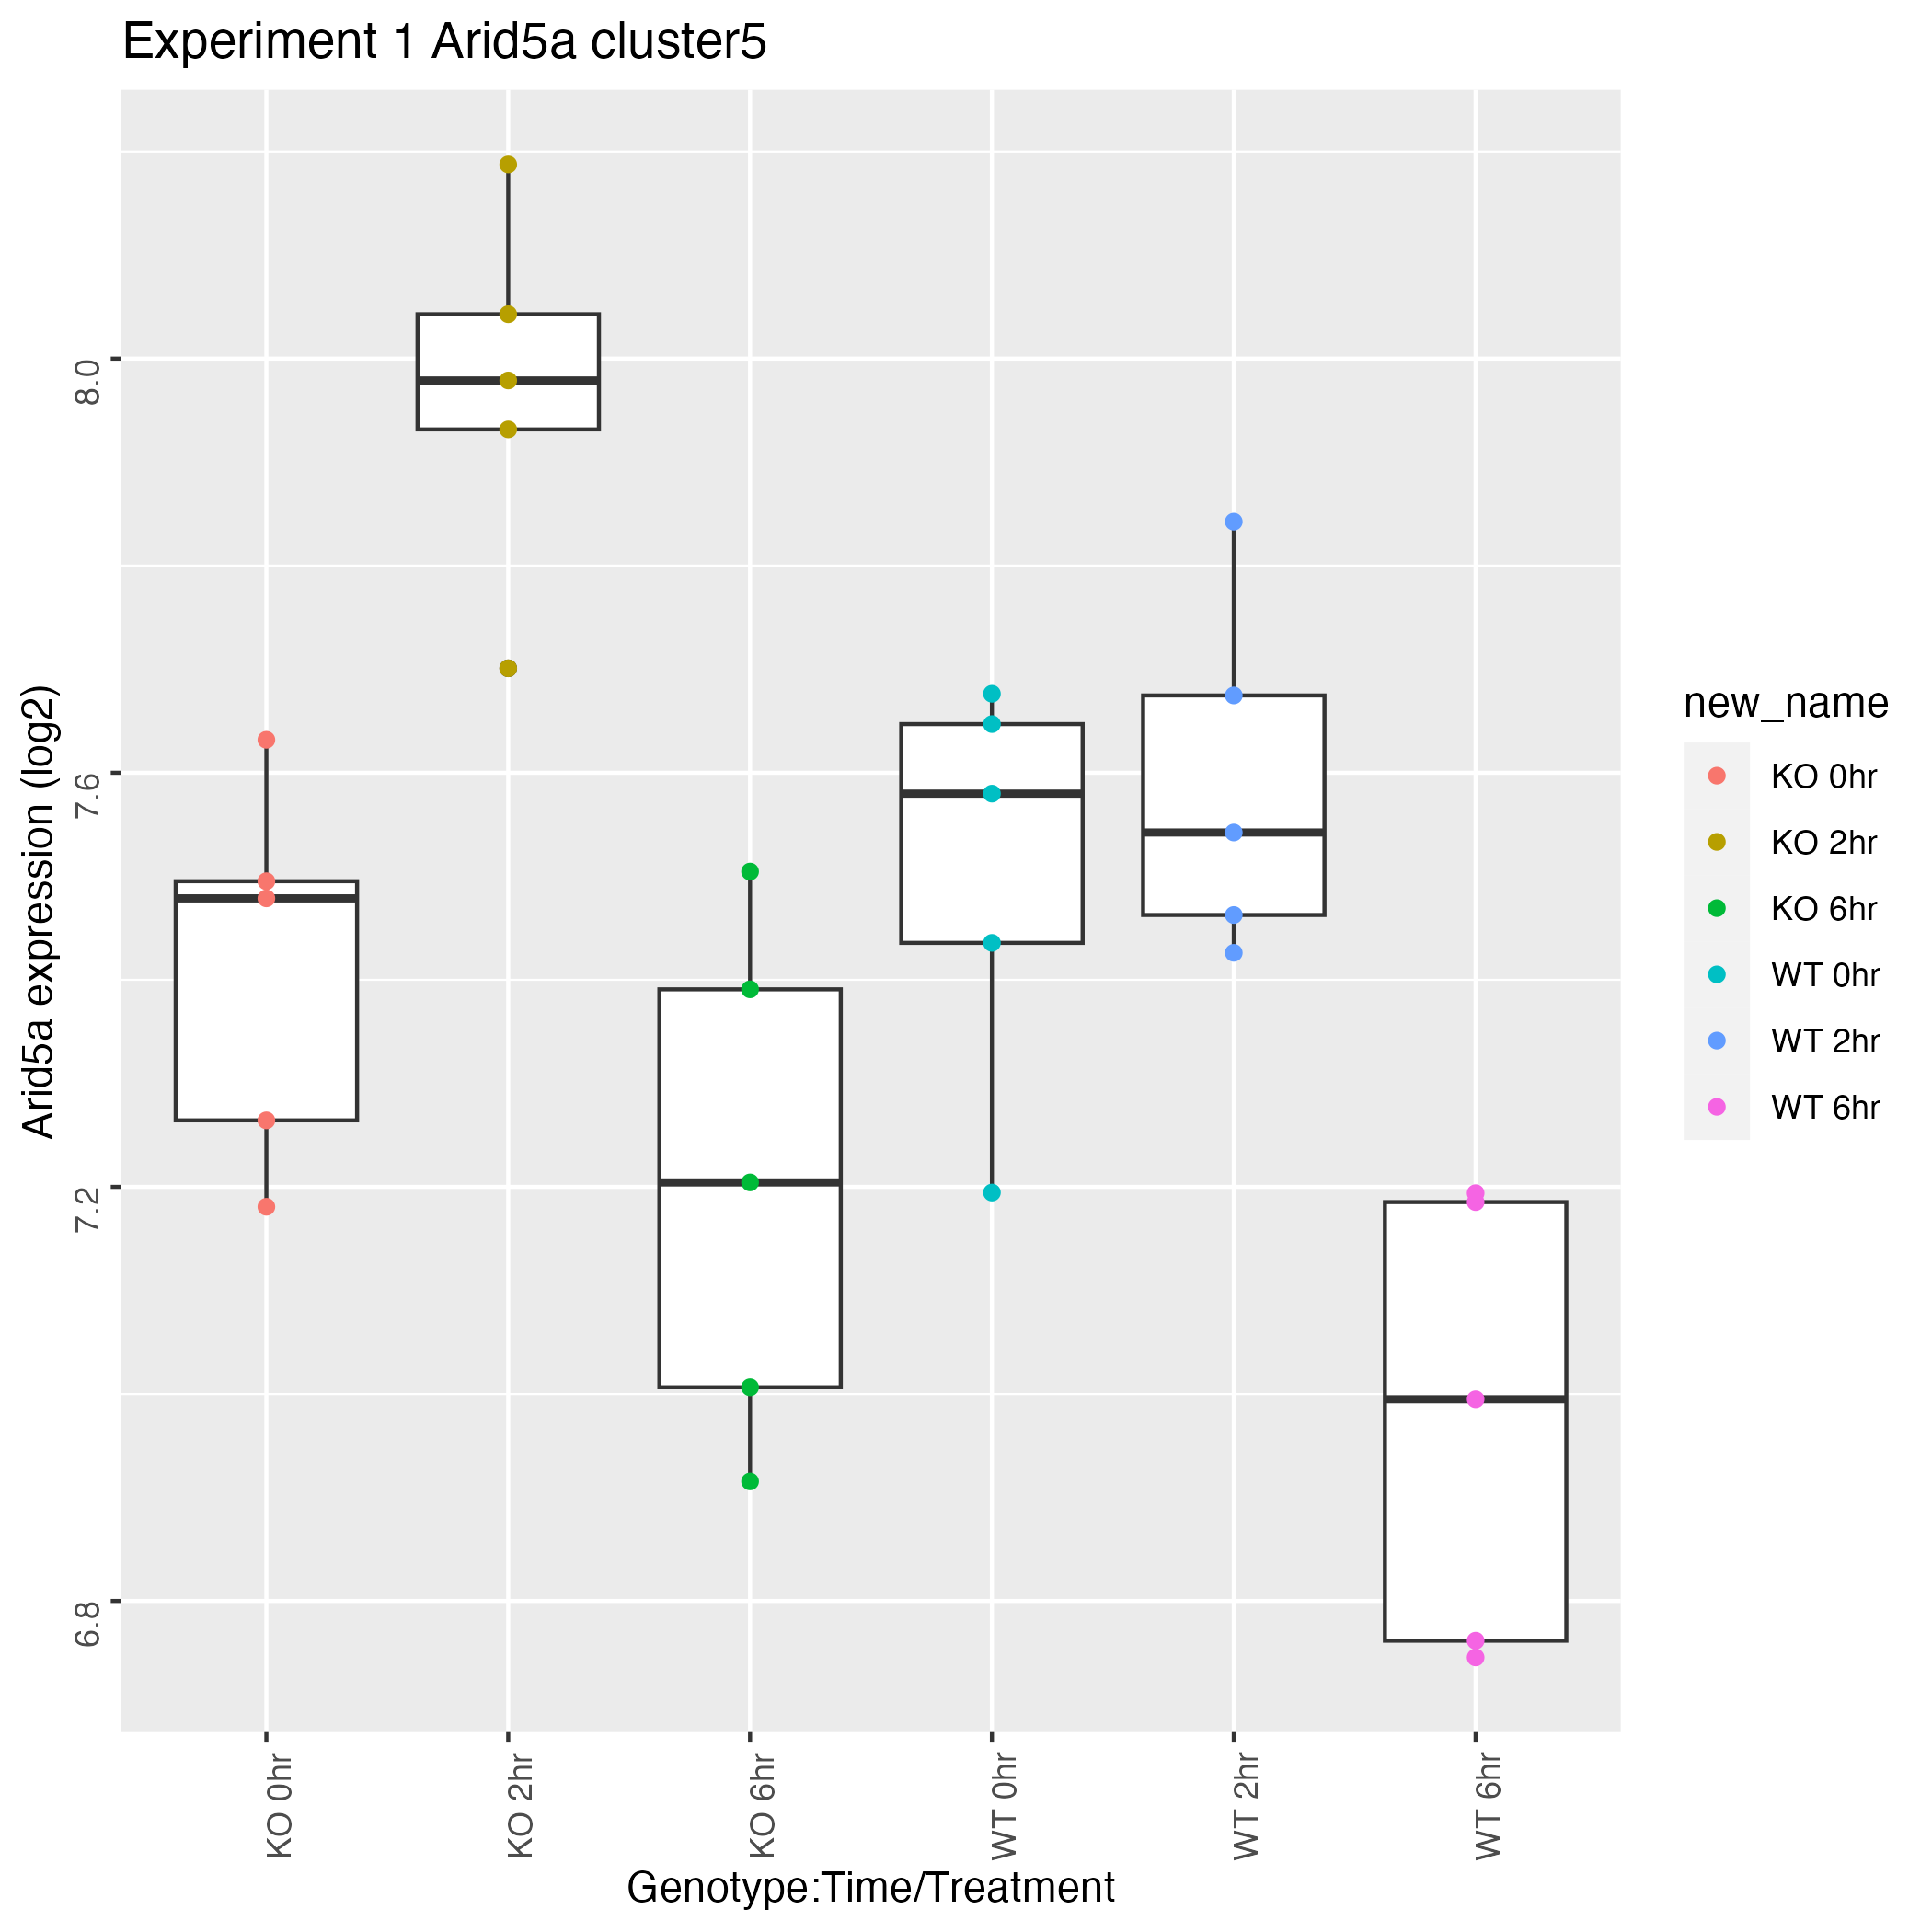 Experiment 1 Arid5a cluster5
Arid5a expression (log2)
8.0
7.6
7.2
6.8
KO 0hr
KO 2hr
KO 6hr
WT 0hr
WT 2hr
WT 6hr
Genotype:Time/Treatment
new_name
KO 0hr
KO 2hr
KO 6hr
WT 0hr
WT 2hr
WT 6hr